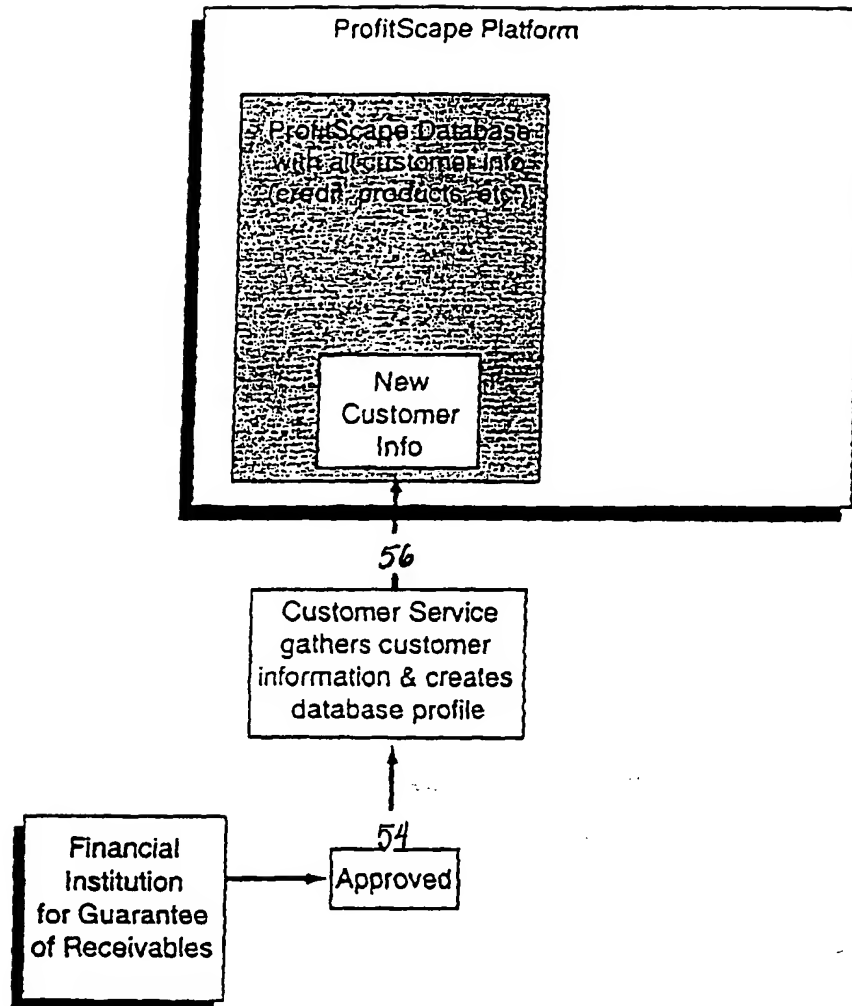 ProfitScape Platform
ProfitScape Database
with all customer info
(credit, products, etc.)
New
Customer
Info
56
Customer Service
gathers customer
information & creates
database profile
54
Approved
Financial
Institution
for Guarantee
of Receivables